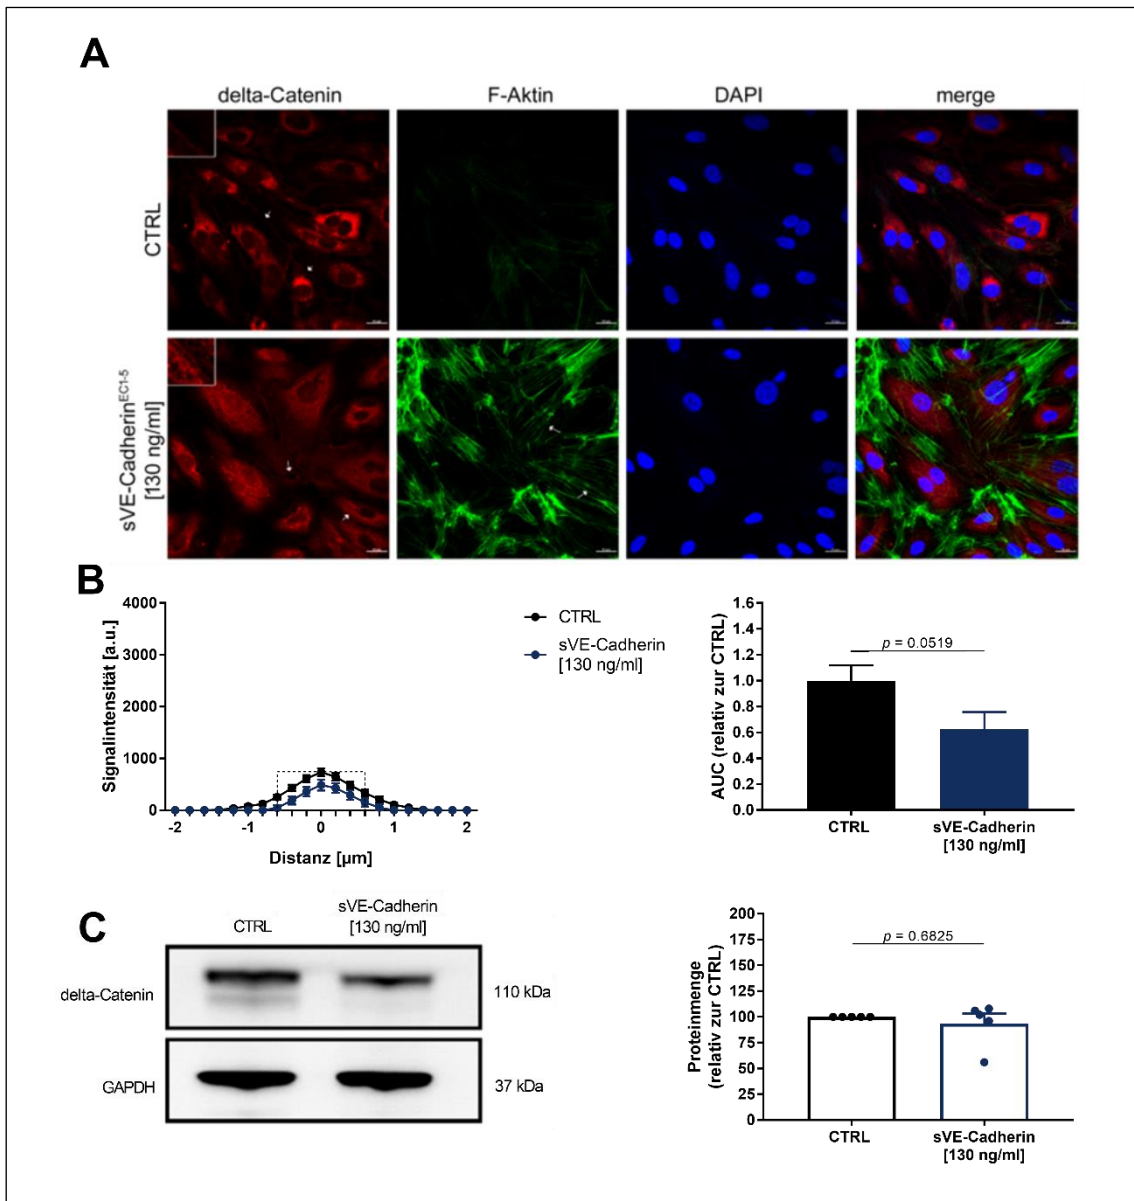 A
delta-Catenin
F-Aktin
DAPI
merge
CTRL
sVE-Cadherin^EC1-5
[130 ng/ml]
B
Signalintensität [a.u.]
4000
3000
2000
1000
0
-2
-1
0
1
2
Distanz [µm]
CTRL
sVE-Cadherin
[130 ng/ml]
AUC (relativ zur CTRL)
1.6
1.4
1.2
1.0
0.8
0.6
0.4
0.2
0.0
p = 0.0519
CTRL
sVE-Cadherin
[130 ng/ml]
C
CTRL
sVE-Cadherin
[130 ng/ml]
delta-Catenin
110 kDa
GAPDH
37 kDa
Proteinmenge
(relativ zur CTRL)
200
175
150
125
100
75
50
25
0
p = 0.6825
CTRL
sVE-Cadherin
[130 ng/ml]